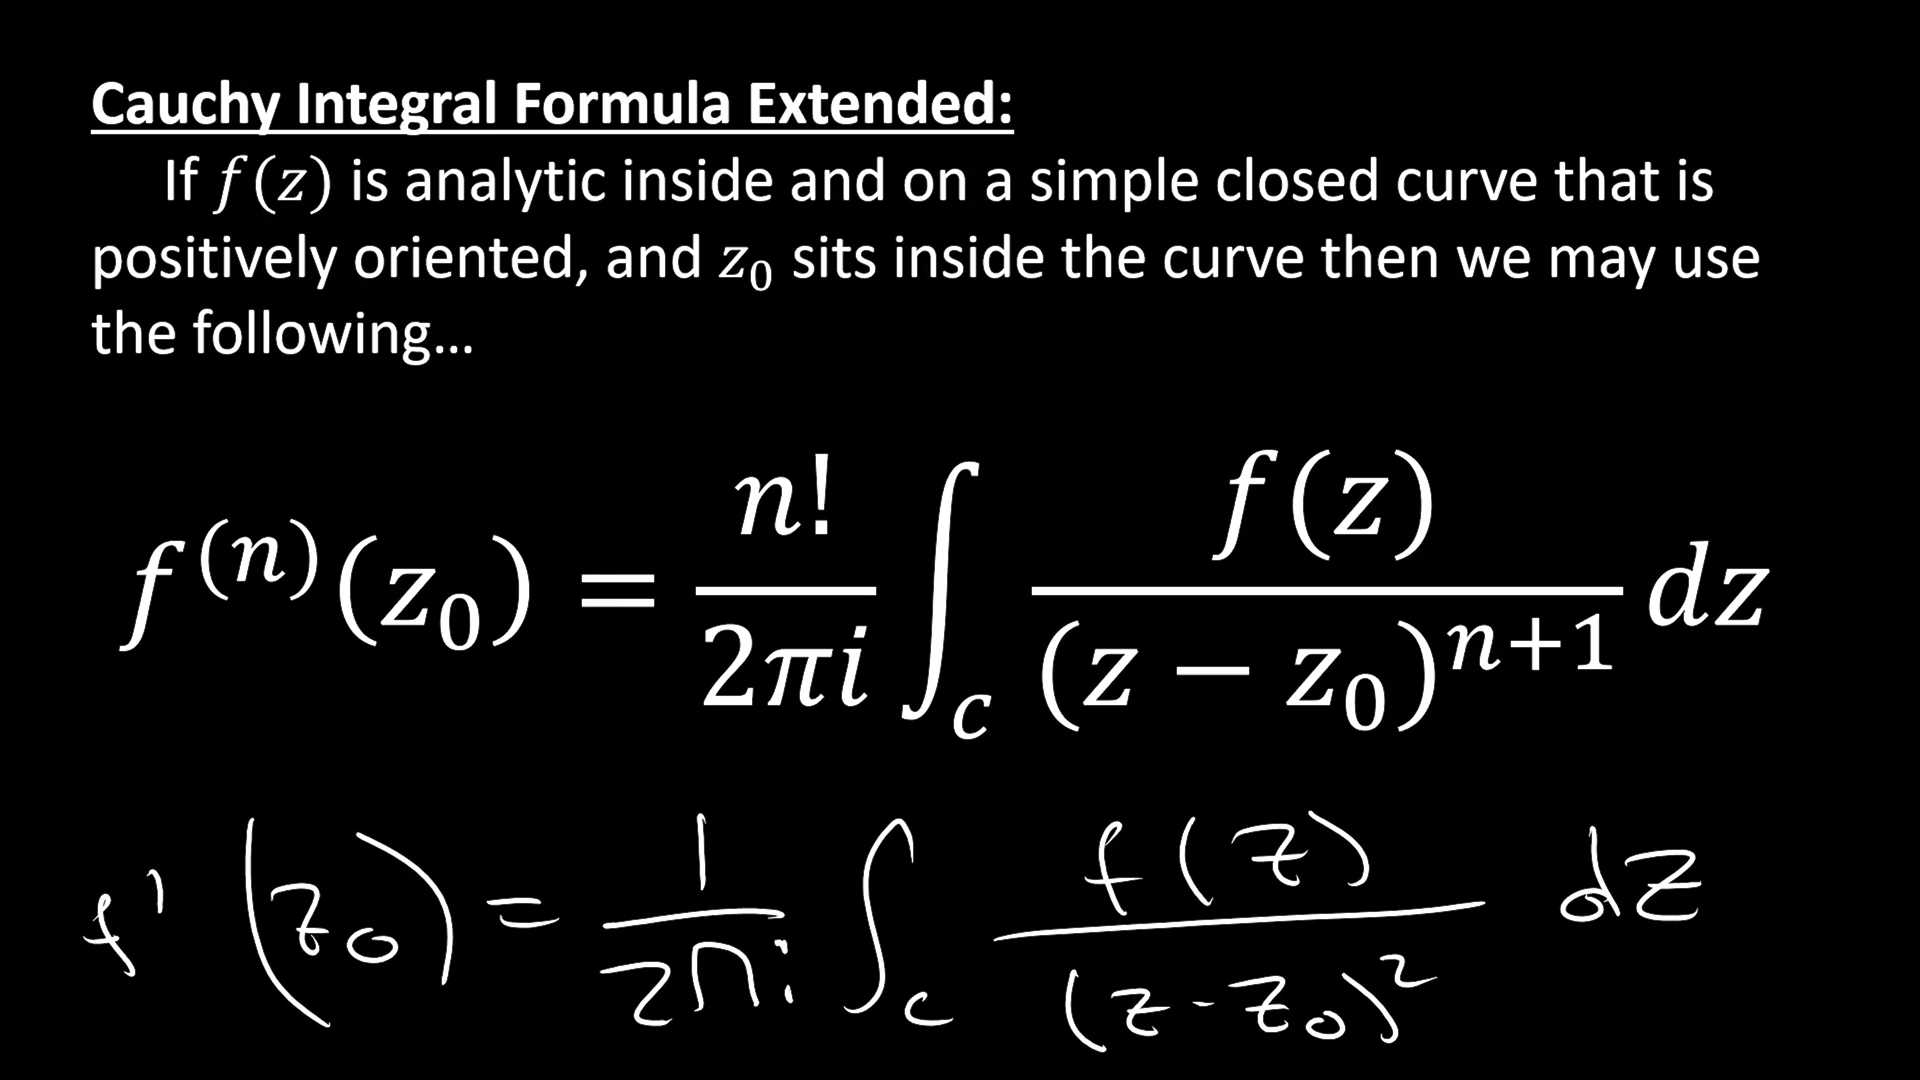 Cauchy Integral Formula Extended:
If f(z) is analytic inside and on a simple closed curve that is
positively oriented, and z₀ sits inside the curve then we may use
the following...
f⁽ⁿ⁾(z₀) = n!/2πi ∫_c f(z)/(z − z₀)ⁿ⁺¹ dz
f'(z₀) = 1/2πi ∫_c f(z)/(z-z₀)² dz